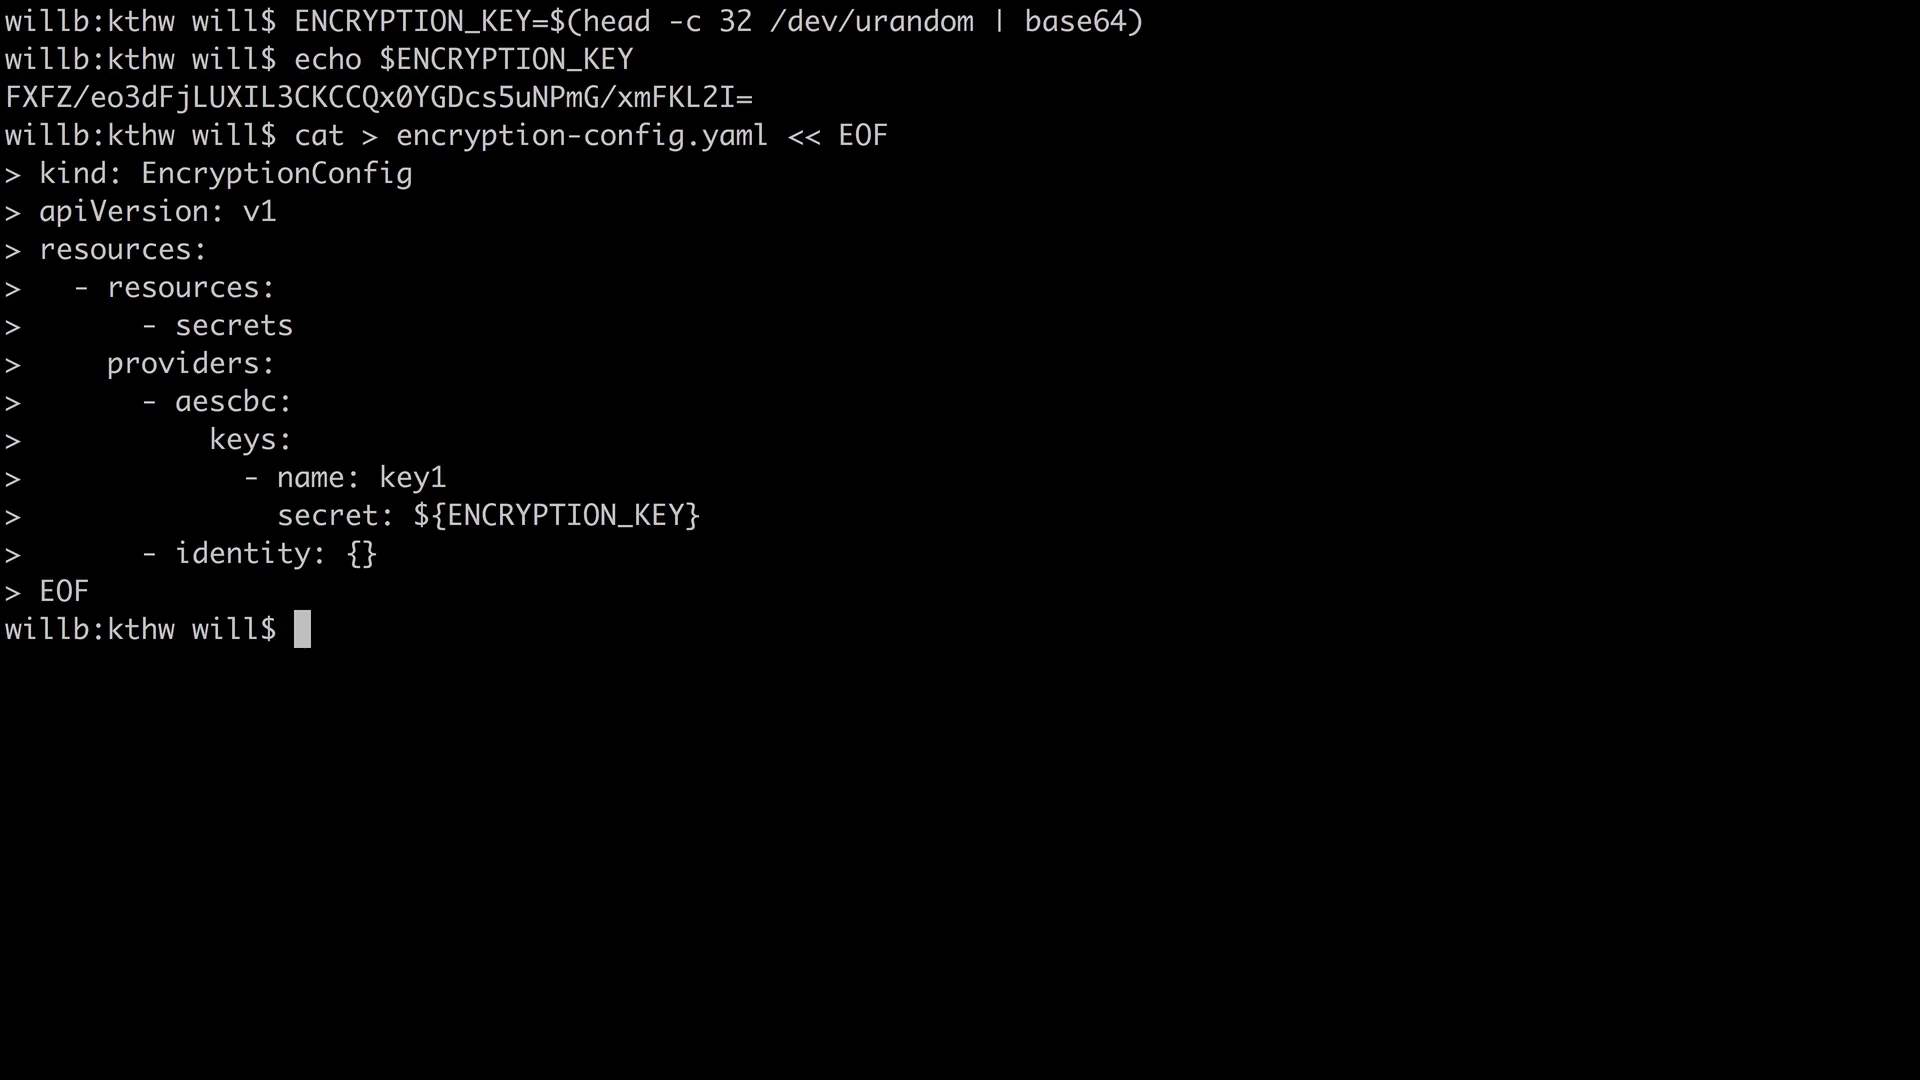 willb:kthw will$ ENCRYPTION_KEY=$(head -c 32 /dev/urandom | base64)
willb:kthw will$ echo $ENCRYPTION_KEY
FXFZ/eo3dFjLUXIL3CKCCQx0YGDcs5uNPmG/xmFKL2I=
willb:kthw will$ cat > encryption-config.yaml << EOF
> kind: EncryptionConfig
> apiVersion: v1
> resources:
>   - resources:
>       - secrets
>     providers:
>       - aescbc:
>           keys:
>             - name: key1
>               secret: ${ENCRYPTION_KEY}
>       - identity: {}
> EOF
willb:kthw will$